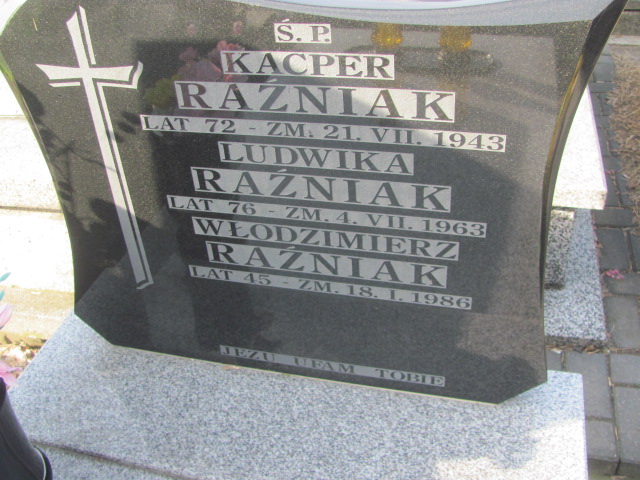 Ś. P.
KACPER
RAŹNIAK
LAT 72 - ZM. 21. VII. 1943
LUDWIKA
RAŹNIAK
LAT 76 - ZM. 4. VII. 1963
WŁODZIMIERZ
RAŹNIAK
LAT 45 - ZM. 18. I. 1986
JEZU UFAM TOBIE